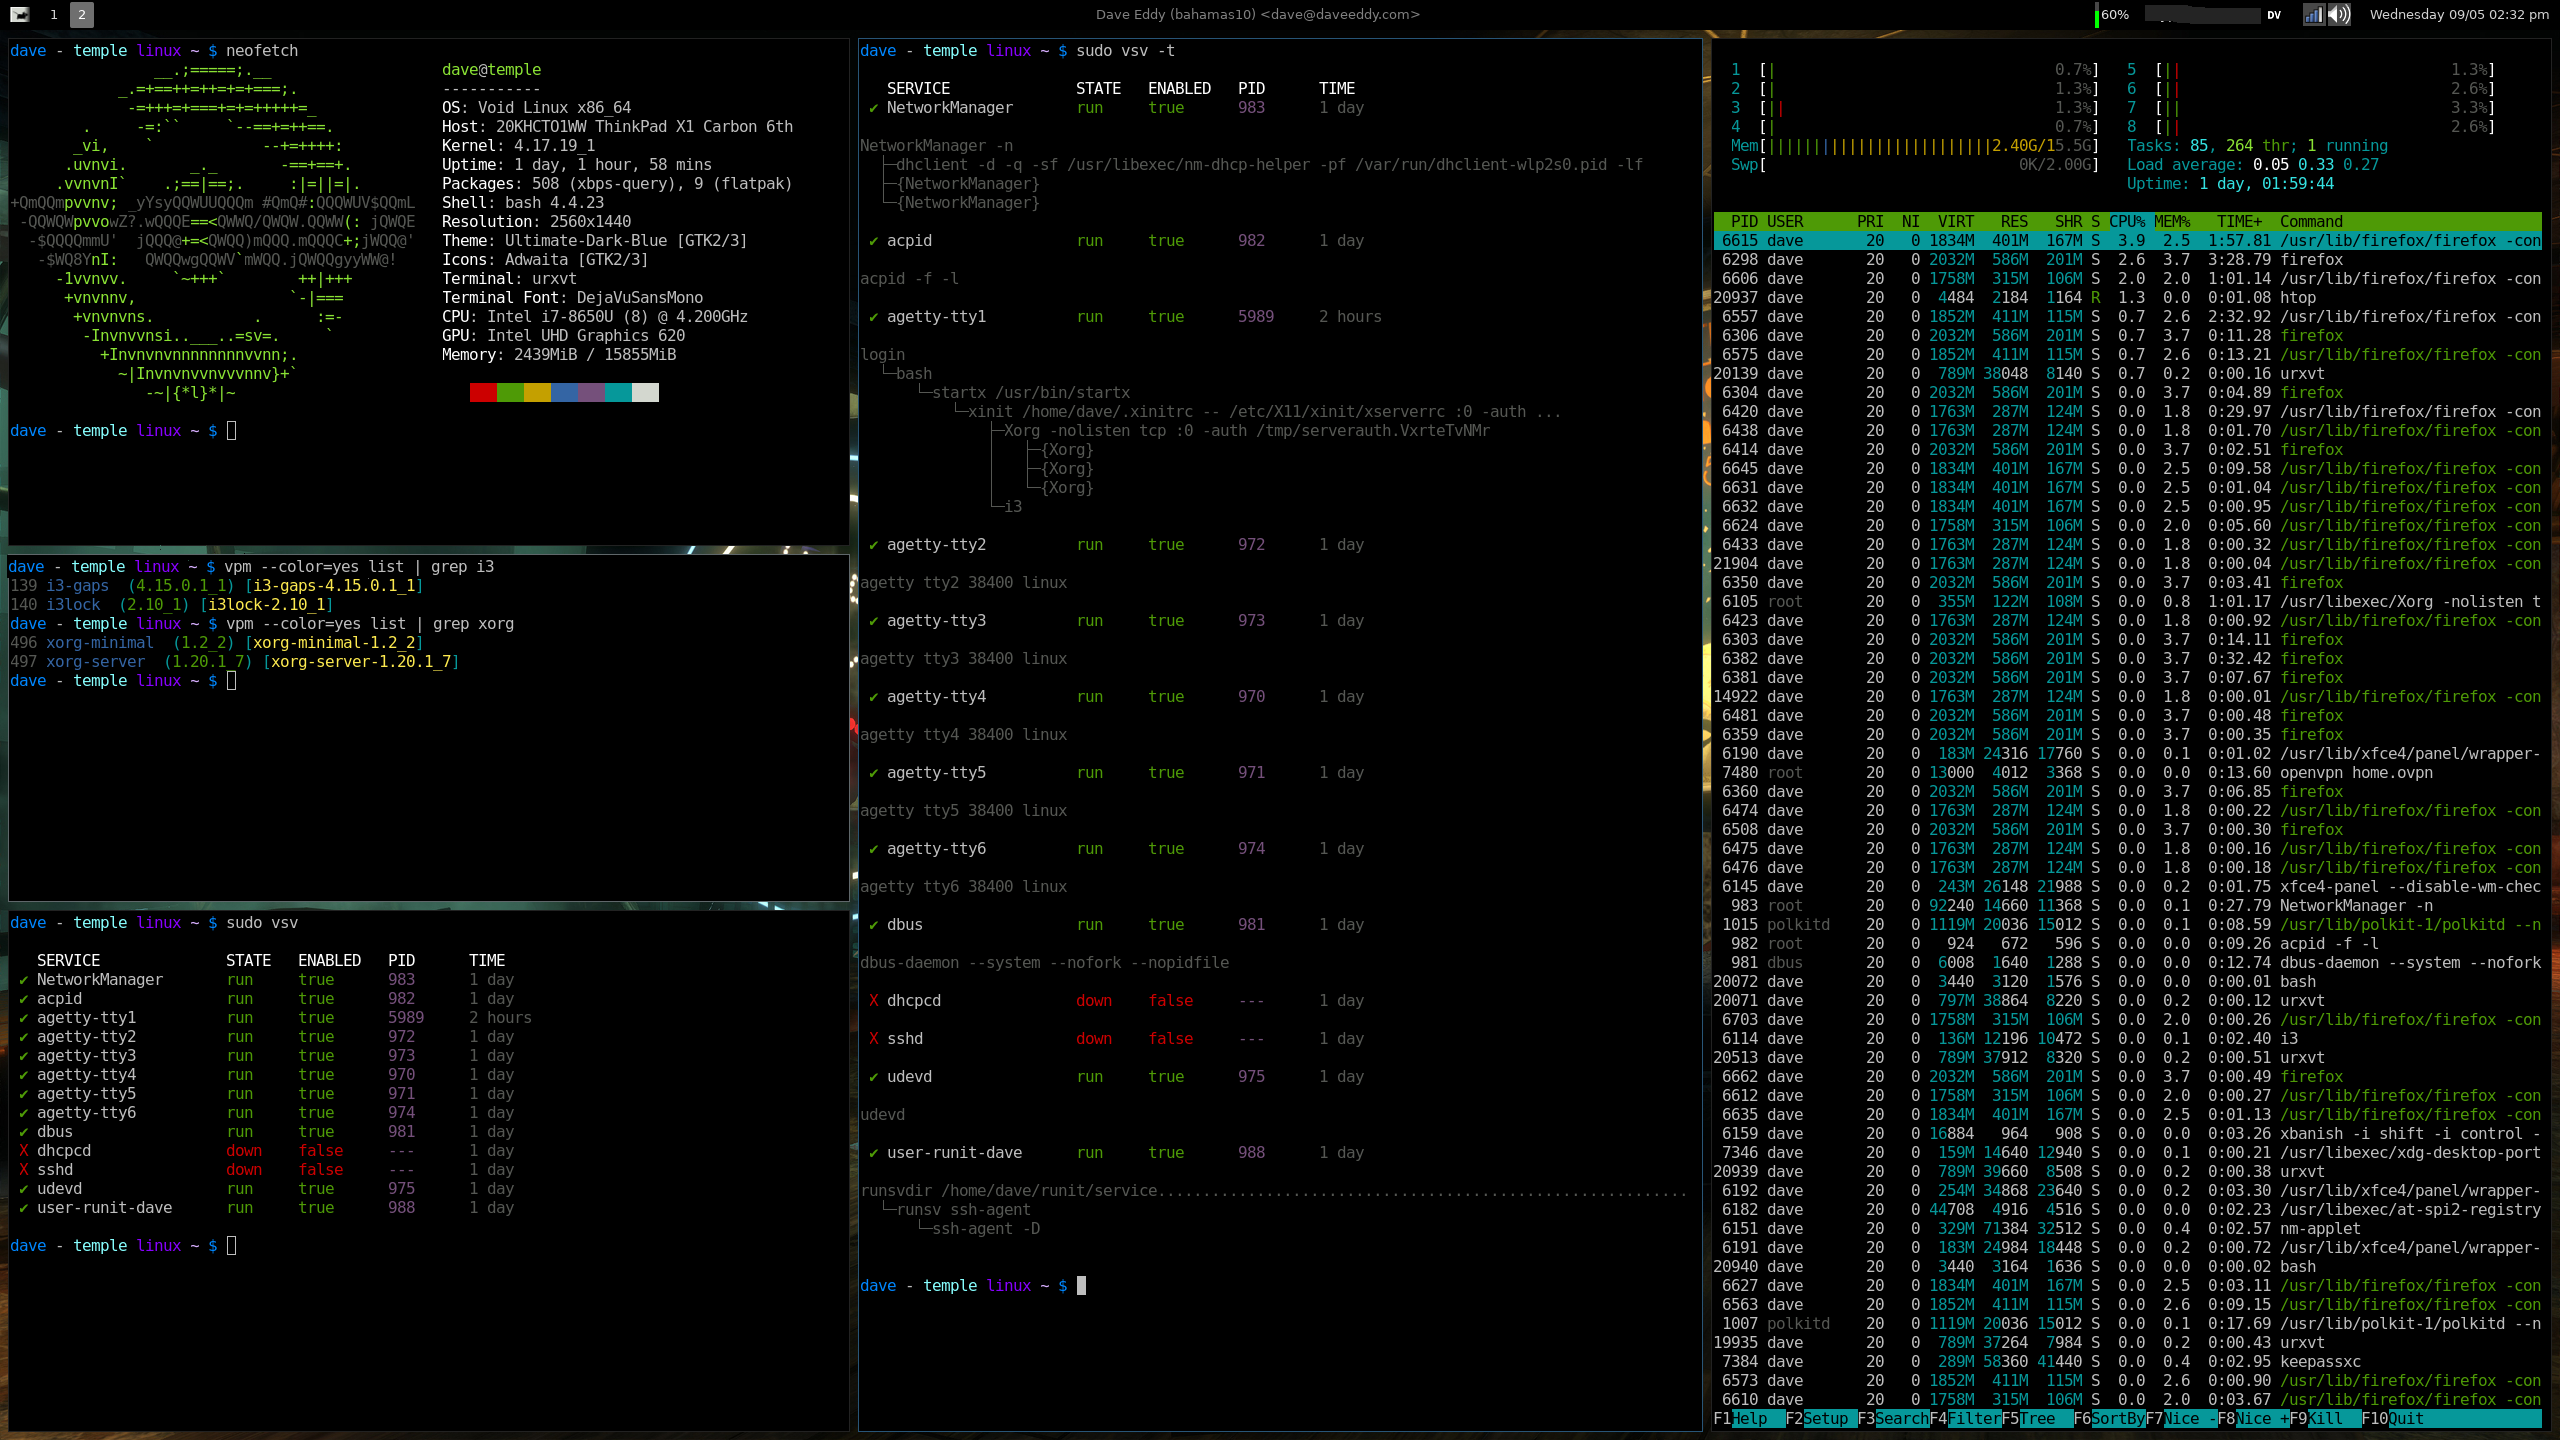 1 2 Dave Eddy (bahamas10) <dave@daveeddy.com> 60% DV Wednesday 09/05 02:32 pm
dave - temple linux ~ $ neofetch
dave@temple
-----------
OS: Void Linux x86_64
Host: 20KHCTO1WW ThinkPad X1 Carbon 6th
Kernel: 4.17.19_1
Uptime: 1 day, 1 hour, 58 mins
Packages: 508 (xbps-query), 9 (flatpak)
Shell: bash 4.4.23
Resolution: 2560x1440
Theme: Ultimate-Dark-Blue [GTK2/3]
Icons: Adwaita [GTK2/3]
Terminal: urxvt
Terminal Font: DejaVuSansMono
CPU: Intel i7-8650U (8) @ 4.200GHz
GPU: Intel UHD Graphics 620
Memory: 2439MiB / 15855MiB
dave - temple linux ~ $
dave - temple linux ~ $ vpm --color=yes list | grep i3
139 i3-gaps  (4.15.0.1_1) [i3-gaps-4.15.0.1_1]
140 i3lock  (2.10_1) [i3lock-2.10_1]
dave - temple linux ~ $ vpm --color=yes list | grep xorg
496 xorg-minimal  (1.2_2) [xorg-minimal-1.2_2]
497 xorg-server  (1.20.1_7) [xorg-server-1.20.1_7]
dave - temple linux ~ $
dave - temple linux ~ $ sudo vsv
SERVICE STATE ENABLED PID TIME
✔ NetworkManager run true 983 1 day
✔ acpid run true 982 1 day
✔ agetty-tty1 run true 5989 2 hours
✔ agetty-tty2 run true 972 1 day
✔ agetty-tty3 run true 973 1 day
✔ agetty-tty4 run true 970 1 day
✔ agetty-tty5 run true 971 1 day
✔ agetty-tty6 run true 974 1 day
✔ dbus run true 981 1 day
X dhcpcd down false --- 1 day
X sshd down false --- 1 day
✔ udevd run true 975 1 day
✔ user-runit-dave run true 988 1 day
dave - temple linux ~ $
dave - temple linux ~ $ sudo vsv -t
SERVICE STATE ENABLED PID TIME
✔ NetworkManager run true 983 1 day
NetworkManager -n
├─dhclient -d -q -sf /usr/libexec/nm-dhcp-helper -pf /var/run/dhclient-wlp2s0.pid -lf
├─{NetworkManager}
└─{NetworkManager}
✔ acpid run true 982 1 day
acpid -f -l
✔ agetty-tty1 run true 5989 2 hours
login
└─bash
└─startx /usr/bin/startx
└─xinit /home/dave/.xinitrc -- /etc/X11/xinit/xserverrc :0 -auth ...
├─Xorg -nolisten tcp :0 -auth /tmp/serverauth.VxrteTvNMr
│ ├─{Xorg}
│ ├─{Xorg}
│ └─{Xorg}
└─i3
✔ agetty-tty2 run true 972 1 day
agetty tty2 38400 linux
✔ agetty-tty3 run true 973 1 day
agetty tty3 38400 linux
✔ agetty-tty4 run true 970 1 day
agetty tty4 38400 linux
✔ agetty-tty5 run true 971 1 day
agetty tty5 38400 linux
✔ agetty-tty6 run true 974 1 day
agetty tty6 38400 linux
✔ dbus run true 981 1 day
dbus-daemon --system --nofork --nopidfile
X dhcpcd down false --- 1 day
X sshd down false --- 1 day
✔ udevd run true 975 1 day
udevd
✔ user-runit-dave run true 988 1 day
runsvdir /home/dave/runit/service...........................................................
└─runsv ssh-agent
└─ssh-agent -D
dave - temple linux ~ $
1 [| 0.7%] 5 [|| 1.3%]
2 [| 1.3%] 6 [|| 2.6%]
3 [|| 1.3%] 7 [|| 3.3%]
4 [| 0.7%] 8 [|| 2.6%]
Mem[|||||||||||||||||||||||||2.40G/15.5G] Tasks: 85, 264 thr; 1 running
Swp[ 0K/2.00G] Load average: 0.05 0.33 0.27
Uptime: 1 day, 01:59:44
PID USER PRI NI VIRT RES SHR S CPU% MEM% TIME+ Command
6615 dave 20 0 1834M 401M 167M S 3.9 2.5 1:57.81 /usr/lib/firefox/firefox -con
6298 dave 20 0 2032M 586M 201M S 2.6 3.7 3:28.79 firefox
6606 dave 20 0 1758M 315M 106M S 2.0 2.0 1:01.14 /usr/lib/firefox/firefox -con
20937 dave 20 0 4484 2184 1164 R 1.3 0.0 0:01.08 htop
6557 dave 20 0 1852M 411M 115M S 0.7 2.6 2:32.92 /usr/lib/firefox/firefox -con
6306 dave 20 0 2032M 586M 201M S 0.7 3.7 0:11.28 firefox
6575 dave 20 0 1852M 411M 115M S 0.7 2.6 0:13.21 /usr/lib/firefox/firefox -con
20139 dave 20 0 789M 38048 8140 S 0.7 0.2 0:00.16 urxvt
6304 dave 20 0 2032M 586M 201M S 0.0 3.7 0:04.89 firefox
6420 dave 20 0 1763M 287M 124M S 0.0 1.8 0:29.97 /usr/lib/firefox/firefox -con
6438 dave 20 0 1763M 287M 124M S 0.0 1.8 0:01.70 /usr/lib/firefox/firefox -con
6414 dave 20 0 2032M 586M 201M S 0.0 3.7 0:02.51 firefox
6645 dave 20 0 1834M 401M 167M S 0.0 2.5 0:09.58 /usr/lib/firefox/firefox -con
6631 dave 20 0 1834M 401M 167M S 0.0 2.5 0:01.04 /usr/lib/firefox/firefox -con
6632 dave 20 0 1834M 401M 167M S 0.0 2.5 0:00.95 /usr/lib/firefox/firefox -con
6624 dave 20 0 1758M 315M 106M S 0.0 2.0 0:05.60 /usr/lib/firefox/firefox -con
6433 dave 20 0 1763M 287M 124M S 0.0 1.8 0:00.32 /usr/lib/firefox/firefox -con
21904 dave 20 0 1763M 287M 124M S 0.0 1.8 0:00.04 /usr/lib/firefox/firefox -con
6350 dave 20 0 2032M 586M 201M S 0.0 3.7 0:03.41 firefox
6105 root 20 0 355M 122M 108M S 0.0 0.8 1:01.17 /usr/libexec/Xorg -nolisten t
6423 dave 20 0 1763M 287M 124M S 0.0 1.8 0:00.92 /usr/lib/firefox/firefox -con
6303 dave 20 0 2032M 586M 201M S 0.0 3.7 0:14.11 firefox
6382 dave 20 0 2032M 586M 201M S 0.0 3.7 0:32.42 firefox
6381 dave 20 0 2032M 586M 201M S 0.0 3.7 0:07.67 firefox
14922 dave 20 0 1763M 287M 124M S 0.0 1.8 0:00.01 /usr/lib/firefox/firefox -con
6481 dave 20 0 2032M 586M 201M S 0.0 3.7 0:00.48 firefox
6359 dave 20 0 2032M 586M 201M S 0.0 3.7 0:00.35 firefox
6190 dave 20 0 183M 24316 17760 S 0.0 0.1 0:01.02 /usr/lib/xfce4/panel/wrapper-
7480 root 20 0 13000 4012 3368 S 0.0 0.0 0:13.60 openvpn home.ovpn
6360 dave 20 0 2032M 586M 201M S 0.0 3.7 0:06.85 firefox
6474 dave 20 0 1763M 287M 124M S 0.0 1.8 0:00.22 /usr/lib/firefox/firefox -con
6508 dave 20 0 2032M 586M 201M S 0.0 3.7 0:00.30 firefox
6475 dave 20 0 1763M 287M 124M S 0.0 1.8 0:00.16 /usr/lib/firefox/firefox -con
6476 dave 20 0 1763M 287M 124M S 0.0 1.8 0:00.18 /usr/lib/firefox/firefox -con
6145 dave 20 0 243M 26148 21988 S 0.0 0.2 0:01.75 xfce4-panel --disable-wm-chec
983 root 20 0 92240 14660 11368 S 0.0 0.1 0:27.79 NetworkManager -n
1015 polkitd 20 0 1119M 20036 15012 S 0.0 0.1 0:08.59 /usr/lib/polkit-1/polkitd --n
982 root 20 0 924 672 596 S 0.0 0.0 0:09.26 acpid -f -l
981 dbus 20 0 6008 1640 1288 S 0.0 0.0 0:12.74 dbus-daemon --system --nofork
20072 dave 20 0 3440 3120 1576 S 0.0 0.0 0:00.01 bash
20071 dave 20 0 797M 38864 8220 S 0.0 0.2 0:00.12 urxvt
6703 dave 20 0 1758M 315M 106M S 0.0 2.0 0:00.26 /usr/lib/firefox/firefox -con
6114 dave 20 0 136M 12196 10472 S 0.0 0.1 0:02.40 i3
20513 dave 20 0 789M 37912 8320 S 0.0 0.2 0:00.51 urxvt
6662 dave 20 0 2032M 586M 201M S 0.0 3.7 0:00.49 firefox
6612 dave 20 0 1758M 315M 106M S 0.0 2.0 0:00.27 /usr/lib/firefox/firefox -con
6635 dave 20 0 1834M 401M 167M S 0.0 2.5 0:01.13 /usr/lib/firefox/firefox -con
6159 dave 20 0 16884 964 908 S 0.0 0.0 0:03.26 xbanish -i shift -i control -
7346 dave 20 0 159M 14640 12940 S 0.0 0.1 0:00.21 /usr/libexec/xdg-desktop-port
20939 dave 20 0 789M 39660 8508 S 0.0 0.2 0:00.38 urxvt
6192 dave 20 0 254M 34868 23640 S 0.0 0.2 0:03.30 /usr/lib/xfce4/panel/wrapper-
6182 dave 20 0 44708 4916 4516 S 0.0 0.0 0:02.23 /usr/libexec/at-spi2-registry
6151 dave 20 0 329M 71384 32512 S 0.0 0.4 0:02.57 nm-applet
6191 dave 20 0 183M 24984 18448 S 0.0 0.2 0:00.72 /usr/lib/xfce4/panel/wrapper-
20940 dave 20 0 3440 3164 1636 S 0.0 0.0 0:00.02 bash
6627 dave 20 0 1834M 401M 167M S 0.0 2.5 0:03.11 /usr/lib/firefox/firefox -con
6563 dave 20 0 1852M 411M 115M S 0.0 2.6 0:09.15 /usr/lib/firefox/firefox -con
1007 polkitd 20 0 1119M 20036 15012 S 0.0 0.1 0:17.69 /usr/lib/polkit-1/polkitd --n
19935 dave 20 0 789M 37264 7984 S 0.0 0.2 0:00.43 urxvt
7384 dave 20 0 289M 58360 41440 S 0.0 0.4 0:02.95 keepassxc
6573 dave 20 0 1852M 411M 115M S 0.0 2.6 0:00.90 /usr/lib/firefox/firefox -con
6610 dave 20 0 1758M 315M 106M S 0.0 2.0 0:03.67 /usr/lib/firefox/firefox -con
F1Help F2Setup F3SearchF4FilterF5Tree F6SortByF7Nice -F8Nice +F9Kill F10Quit